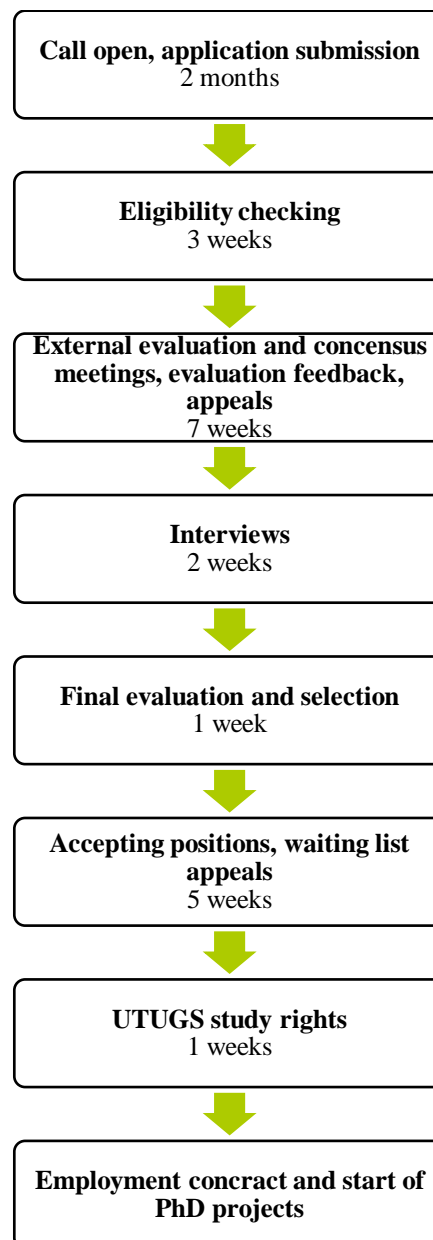 Call open, application submission
2 months
Eligibility checking
3 weeks
External evaluation and concensus
meetings, evaluation feedback,
appeals
7 weeks
Interviews
2 weeks
Final evaluation and selection
1 week
Accepting positions, waiting list
appeals
5 weeks
UTUGS study rights
1 weeks
Employment concract and start of
PhD projects